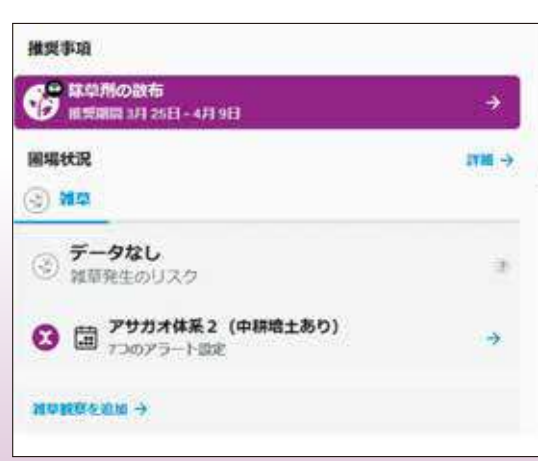 推奨事項
除草剤の散布
推奨期間 3月 25日 - 4月 9日
圃場状況
詳細 →
雑草
データなし
雑草発生のリスク
アサガオ体系2（中耕培土あり）
7つのアラート設定
雑草観察を追加 →